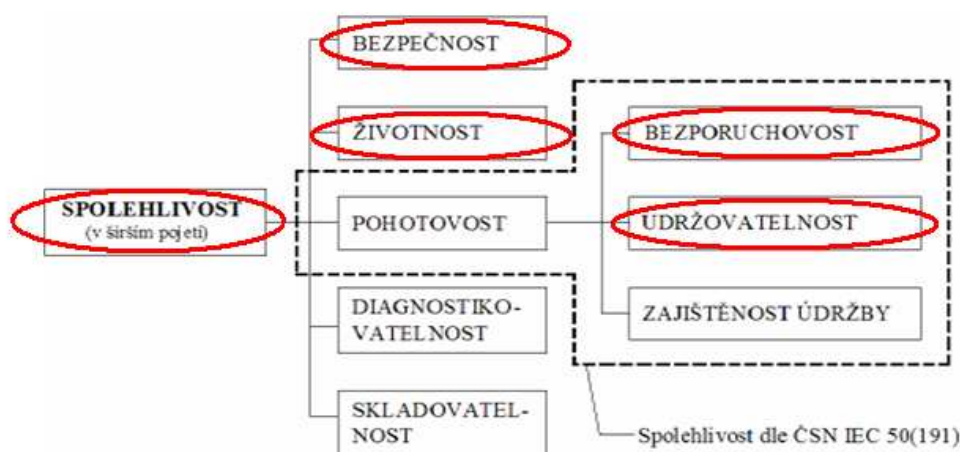 BEZPEČNOST
ŽIVOTNOST
BEZPORUCHOVOST
SPOLEHLIVOST
(v širším pojetí)
POHOTOVOST
UDRŽOVATELNOST
DIAGNOSTIKO-
VATELNOST
ZAJIŠTĚNOST ÚDRŽBY
SKLADOVATEL-
NOST
Spolehlivost dle ČSN IEC 50(191)